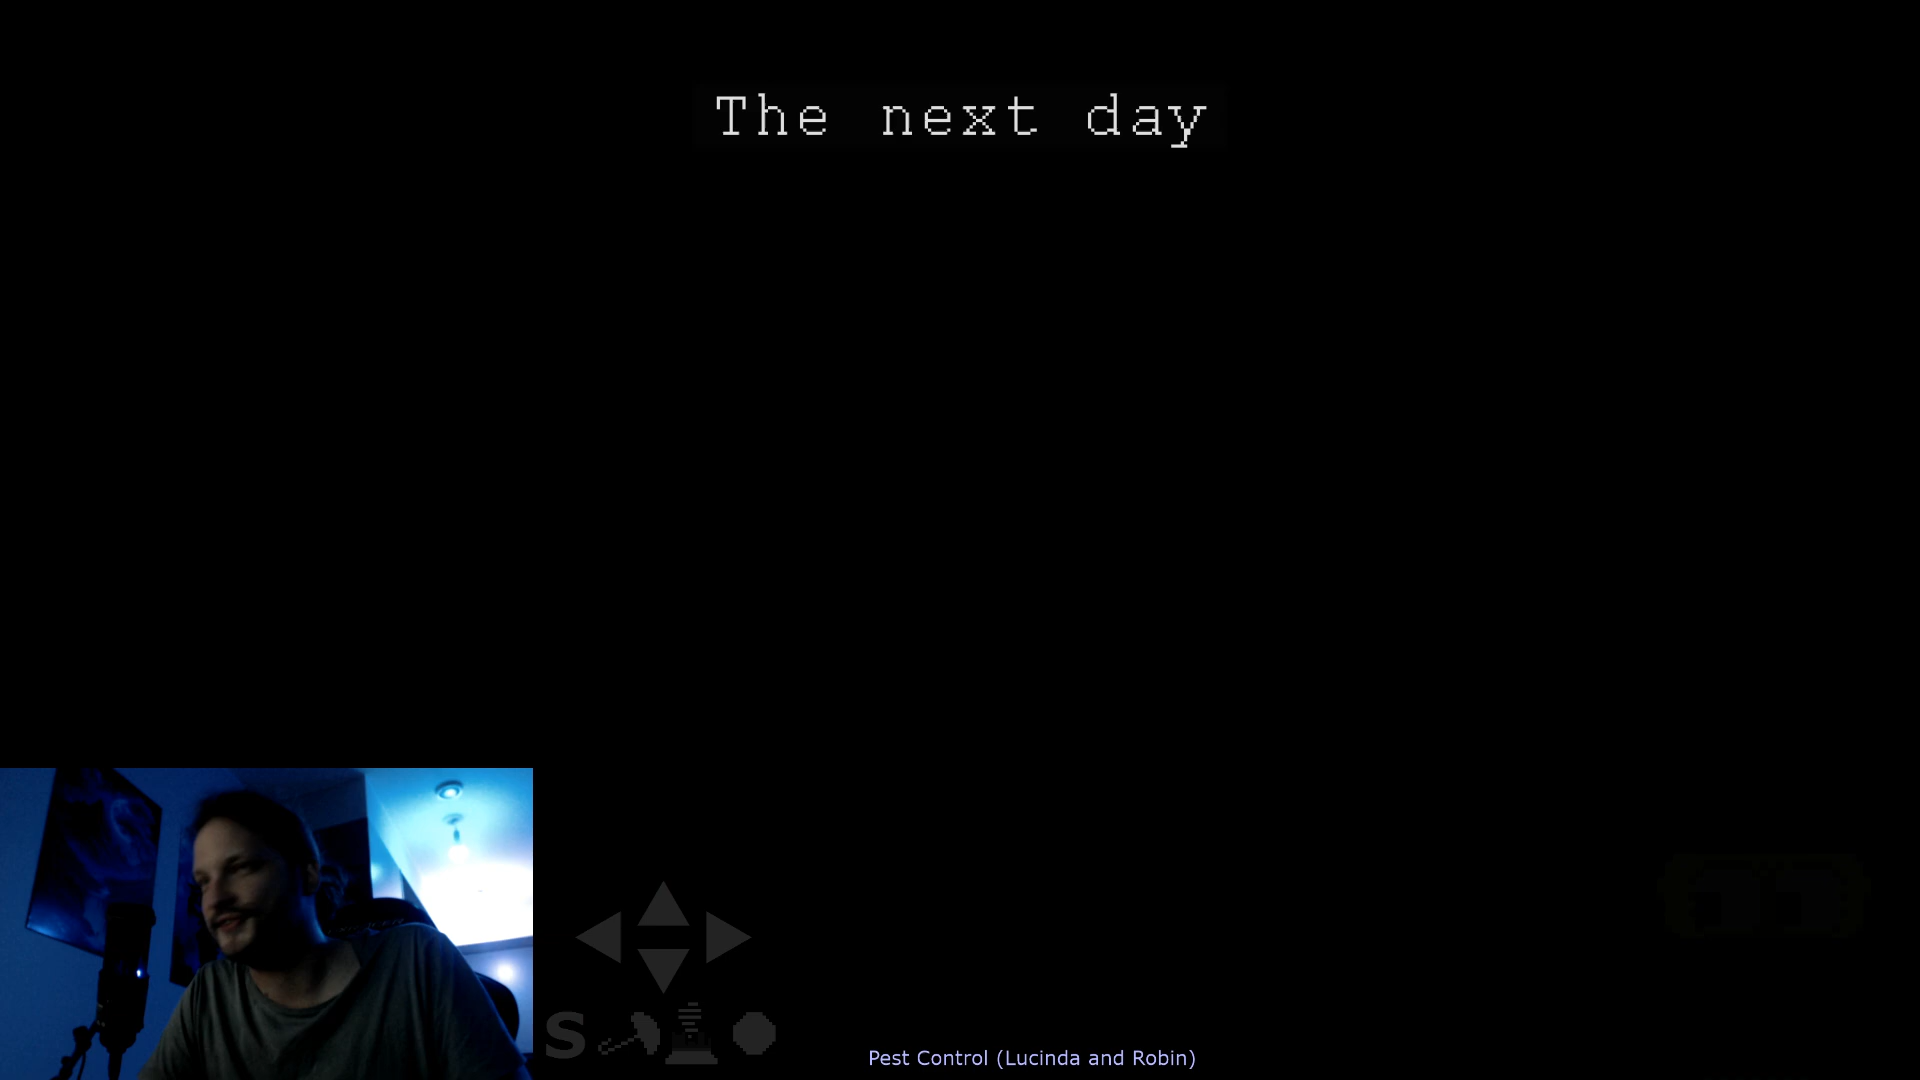 The next day
S
Pest Control (Lucinda and Robin)